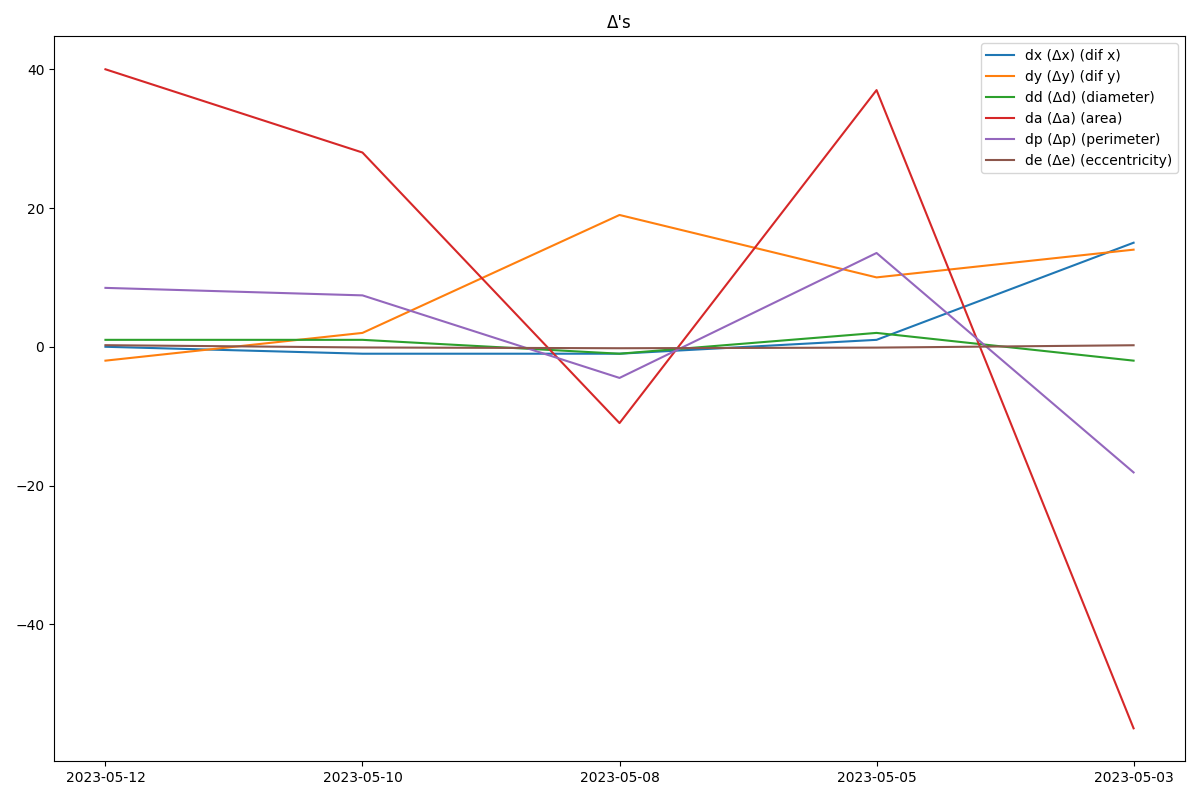 Δ's
dx (Δx) (dif x)
dy (Δy) (dif y)
dd (Δd) (diameter)
da (Δa) (area)
dp (Δp) (perimeter)
de (Δe) (eccentricity)
40
20
0
−20
−40
2023-05-12 2023-05-10 2023-05-08 2023-05-05 2023-05-03